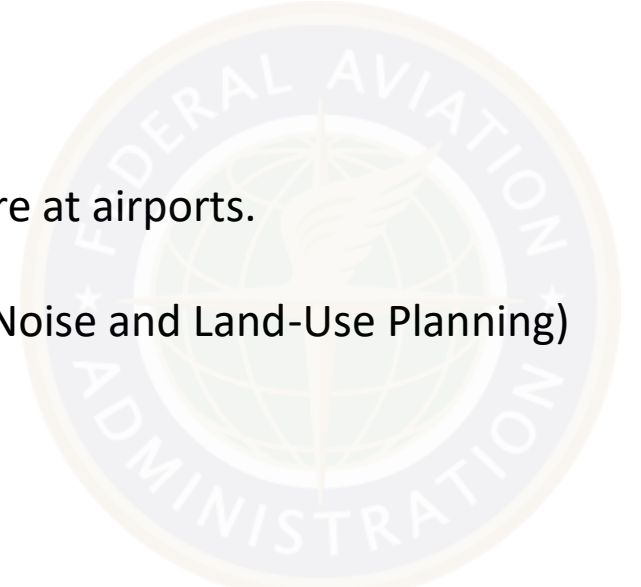 re at airports.
Noise and Land-Use Planning)
FEDERAL AVIATION
ADMINISTRATION